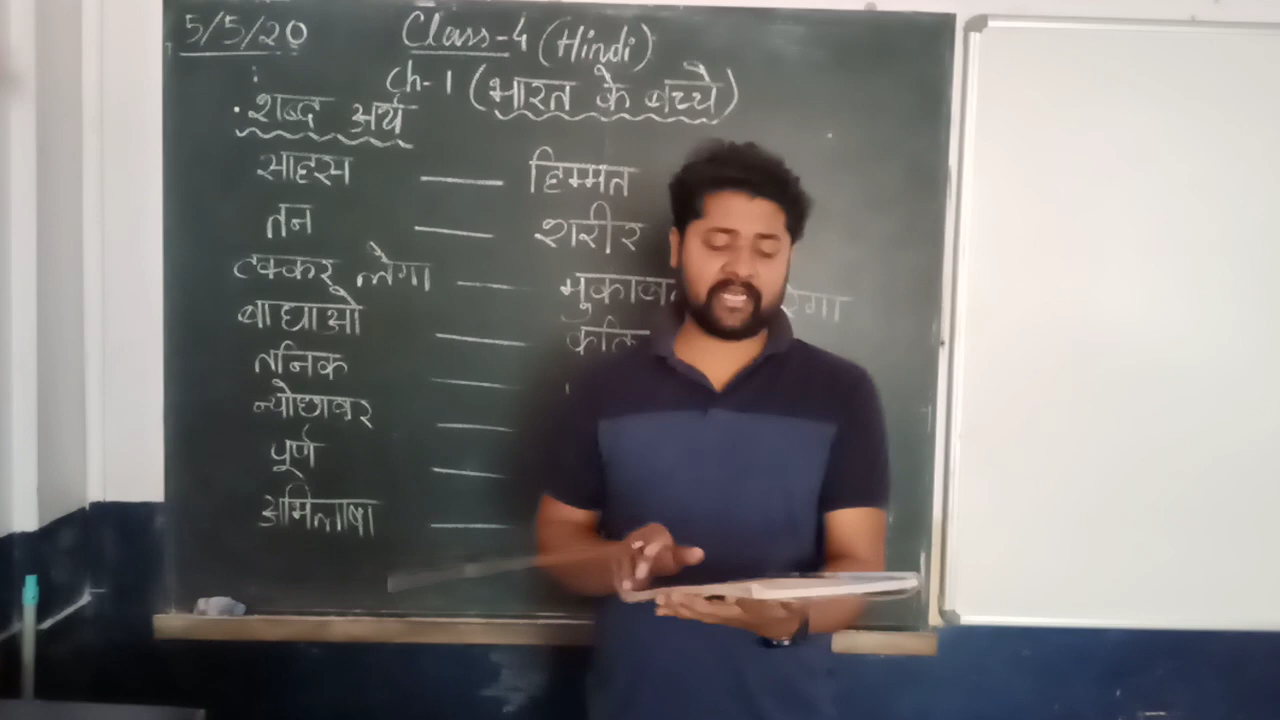 5/5/20 Class-4 (Hindi)
Ch-1 (भारत के बच्चे)
शब्द अर्थ
साहस — हिम्मत
तन — शरीर
टक्कर लेगा —
बाधाओ —
तनिक —
न्योछावर —
पूर्ण —
अभिलाषा —